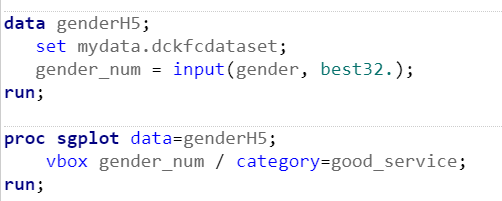 data genderH5;
set mydata.dckfcdataset;
gender_num = input(gender, best32.);
run;
proc sgplot data=genderH5;
vbox gender_num / category=good_service;
run;